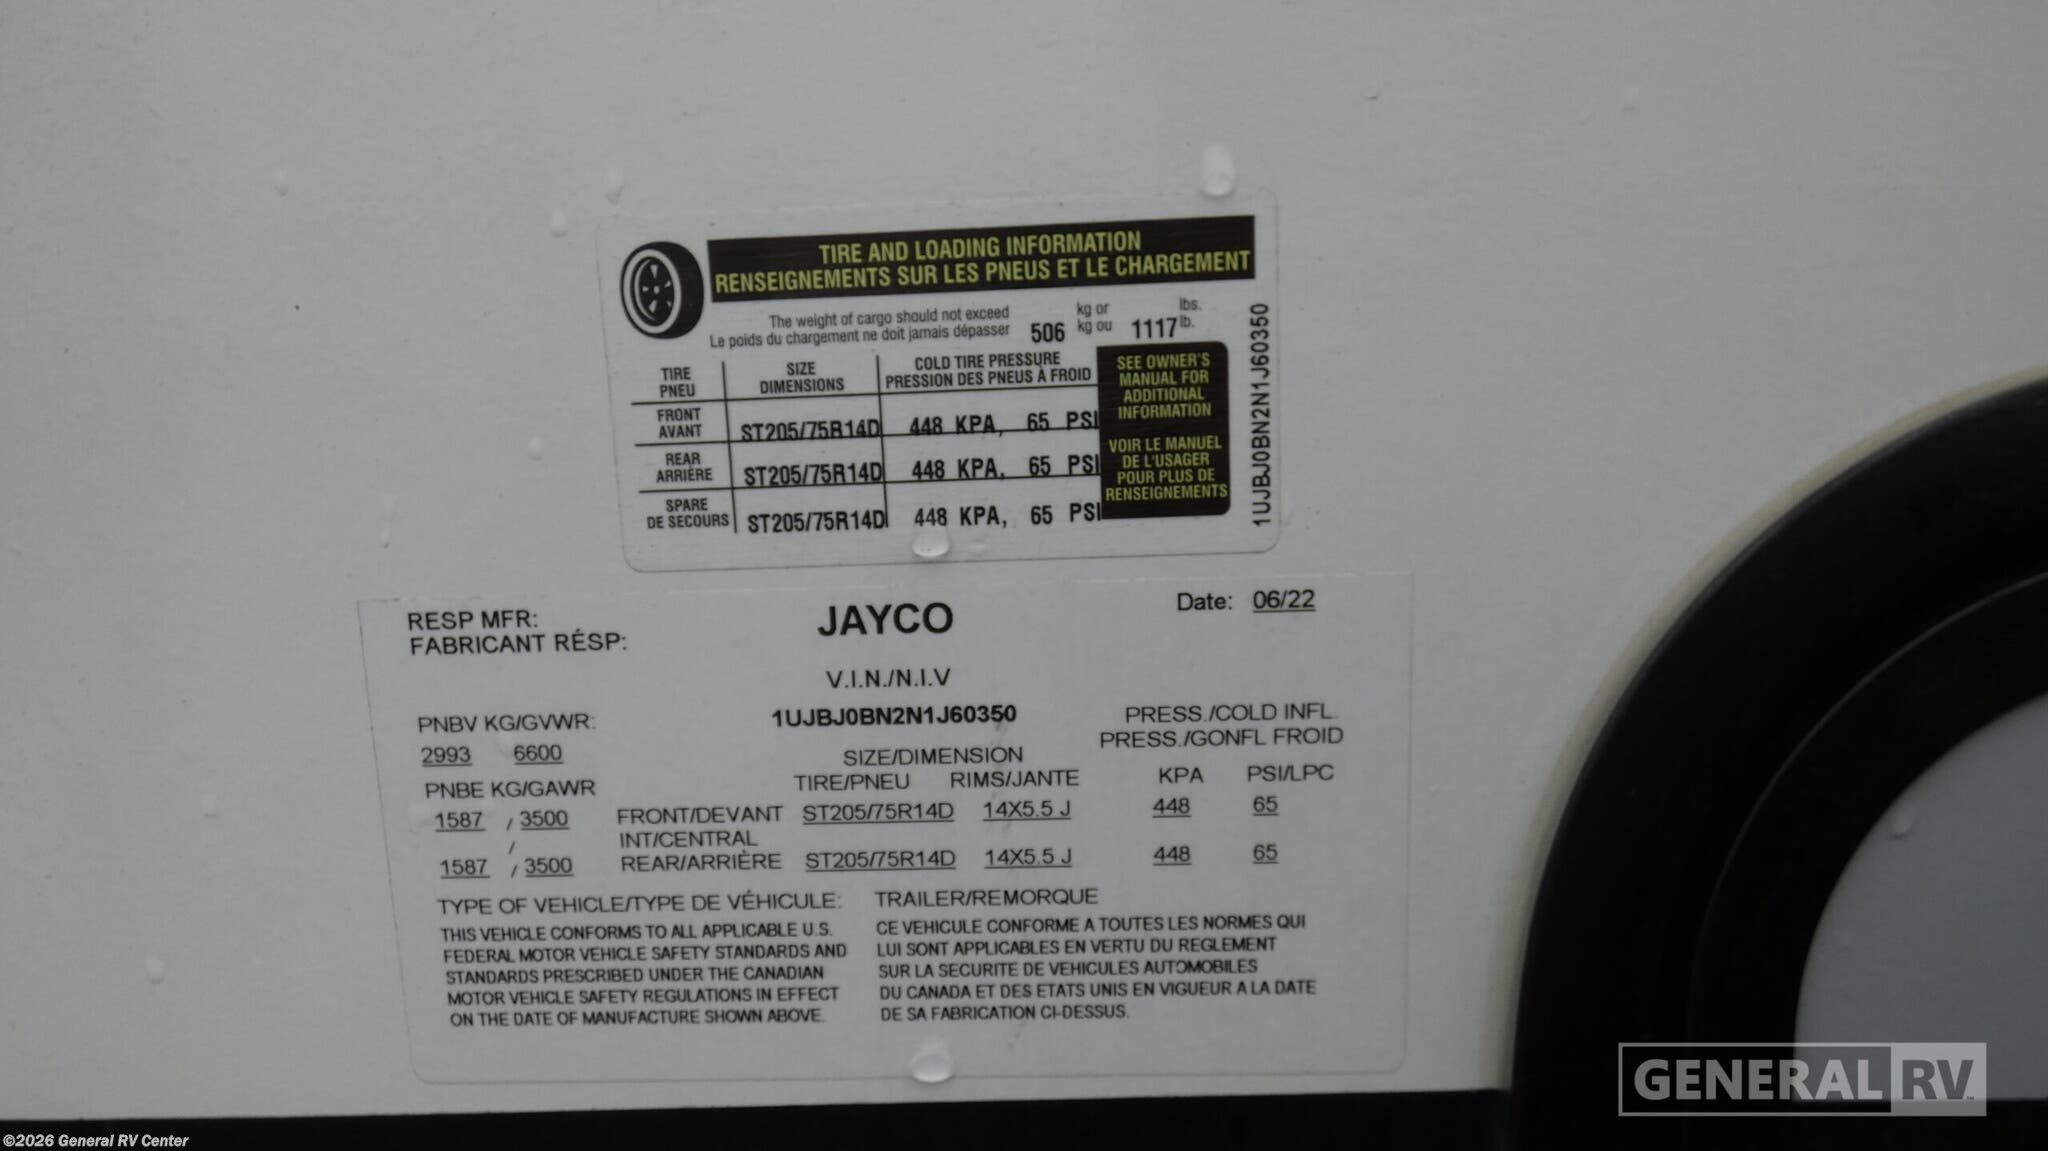 TIRE AND LOADING INFORMATION
RENSEIGNEMENTS SUR LES PNEUS ET LE CHARGEMENT
The weight of cargo should not exceed
Le poids du chargement ne doit jamais dépasser 506 kg or kg ou 1117 lbs. lb.
TIRE PNEU SIZE DIMENSIONS COLD TIRE PRESSURE PRESSION DES PNEUS À FROID
FRONT AVANT ST205/75R14D 448 KPA, 65 PSI
REAR ARRIÈRE ST205/75R14D 448 KPA, 65 PSI
SPARE DE SECOURS ST205/75R14D 448 KPA, 65 PSI
SEE OWNER'S
MANUAL FOR
ADDITIONAL
INFORMATION
VOIR LE MANUEL
DE L'USAGER
POUR PLUS DE
RENSEIGNEMENTS
1UJBJ0BN2N1J60350
RESP MFR: JAYCO Date: 06/22
FABRICANT RÉSP:
V.I.N./N.I.V
PNBV KG/GVWR: 1UJBJ0BN2N1J60350 PRESS./COLD INFL.
2993 6600 SIZE/DIMENSION PRESS./GONFL FROID
PNBE KG/GAWR TIRE/PNEU RIMS/JANTE KPA PSI/LPC
1587 / 3500 FRONT/DEVANT ST205/75R14D 14X5.5 J 448 65
/ INT/CENTRAL
1587 / 3500 REAR/ARRIÈRE ST205/75R14D 14X5.5 J 448 65
TYPE OF VEHICLE/TYPE DE VÉHICULE: TRAILER/REMORQUE
THIS VEHICLE CONFORMS TO ALL APPLICABLE U.S.
FEDERAL MOTOR VEHICLE SAFETY STANDARDS AND
STANDARDS PRESCRIBED UNDER THE CANADIAN
MOTOR VEHICLE SAFETY REGULATIONS IN EFFECT
ON THE DATE OF MANUFACTURE SHOWN ABOVE.
CE VEHICULE CONFORME A TOUTES LES NORMES QUI
LUI SONT APPLICABLES EN VERTU DU REGLEMENT
SUR LA SECURITE DE VEHICULES AUTOMOBILES
DU CANADA ET DES ETATS UNIS EN VIGUEUR A LA DATE
DE SA FABRICATION CI-DESSUS.
GENERAL RV™
©2026 General RV Center